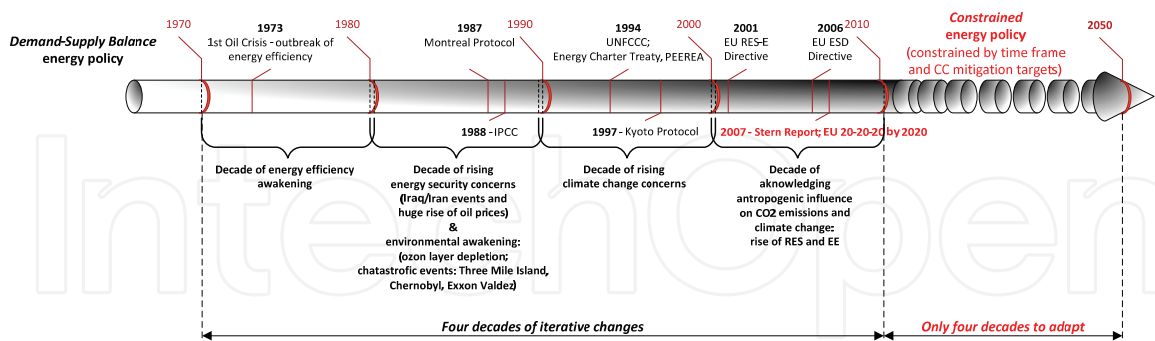 Demand-Supply Balance
energy policy
1970
1973
1st Oil Crisis - outbreak of
energy efficiency
1980
1987
Montreal Protocol
1990
1994
UNFCCC;
Energy Charter Treaty, PEEREA
2000
2001
EU RES-E
Directive
2006
EU ESD
Directive
2010
Constrained
energy policy
(constrained by time frame
and CC mitigation targets)
2050
1988 - IPCC
1997 - Kyoto Protocol
2007 - Stern Report; EU 20-20-20 by 2020
Decade of energy efficiency
awakening
Decade of rising
energy security concerns
(Iraq/Iran events and
huge rise of oil prices)
&
environmental awakening:
(ozon layer depletion;
chatastrofic events: Three Mile Island,
Chernobyl, Exxon Valdez)
Decade of rising
climate change concerns
Decade of
aknowledging
antropogenic influence
on CO2 emissions and
climate change:
rise of RES and EE
IntechOpen
Four decades of iterative changes
Only four decades to adapt